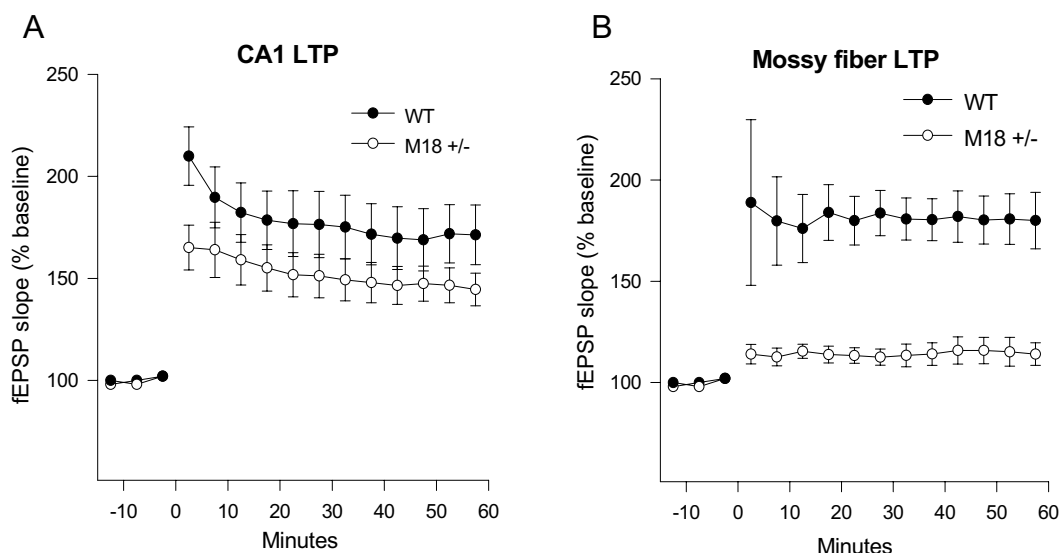 A
CA1 LTP
250
200
150
100
fEPSP slope (% baseline)
WT
M18 +/-
-10 0 10 20 30 40 50 60
Minutes
B
Mossy fiber LTP
250
200
150
100
fEPSP slope (% baseline)
WT
M18 +/-
-10 0 10 20 30 40 50 60
Minutes